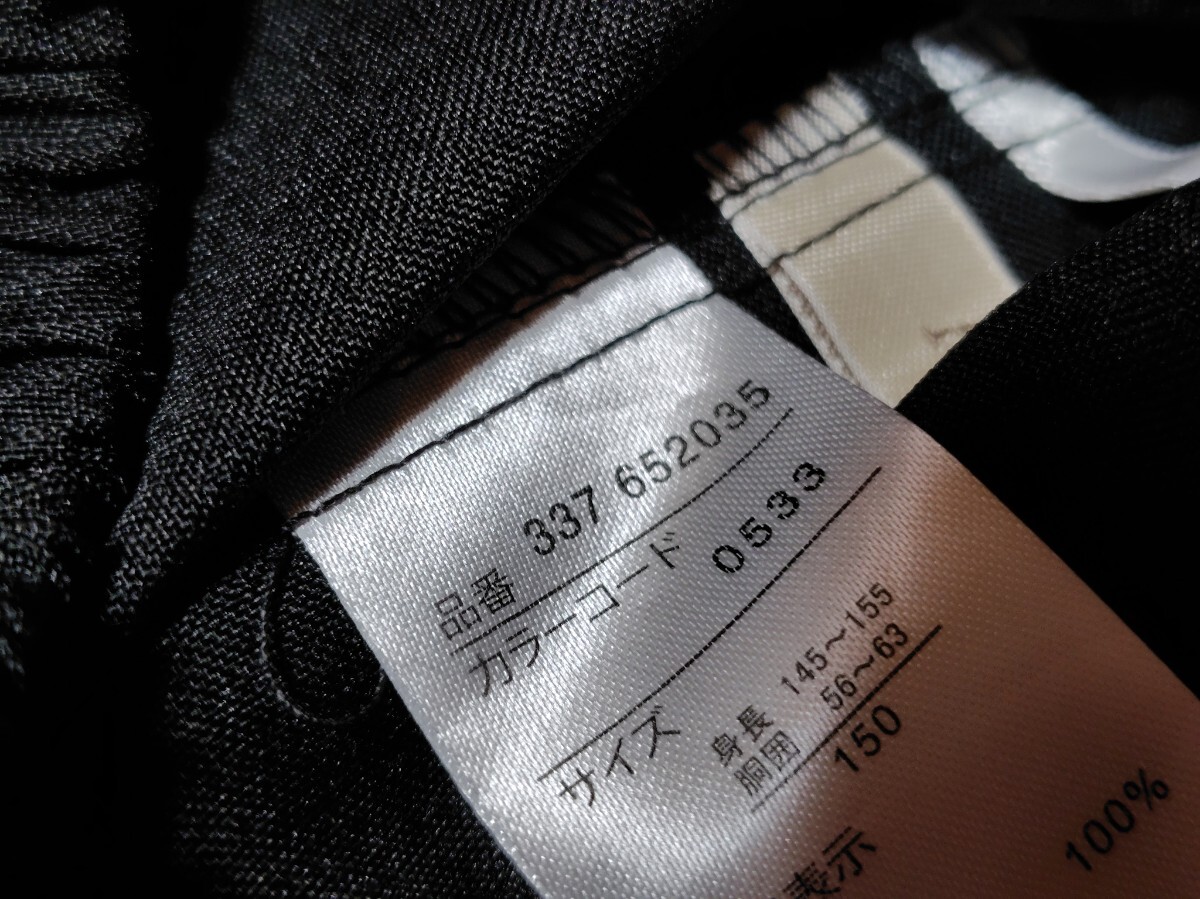 品番 337 652035
カラーコード 0533
サイズ 身長 145～155
胴囲 56～63
150
表示
100%